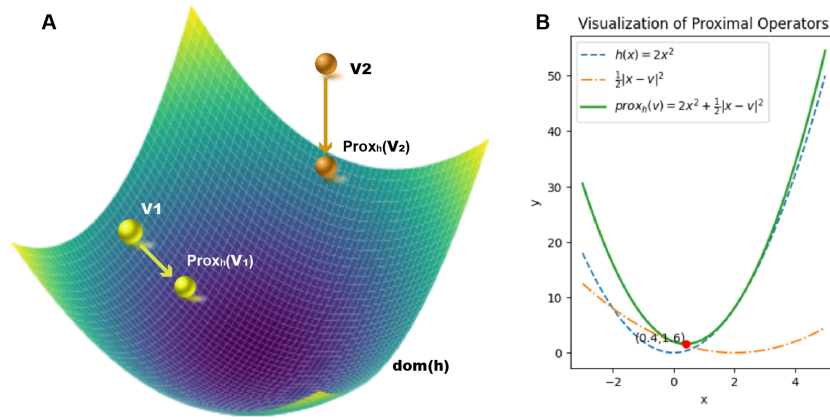 A
V2
Proxₕ(V₂)
V1
Proxₕ(V₁)
dom(h)
B
Visualization of Proximal Operators
h(x) = 2x²
½|x − v|²
proxₕ(v) = 2x² + ½|x − v|²
50
40
30
20
10
0
y
(0.4,1.6)
−2
0
2
4
x